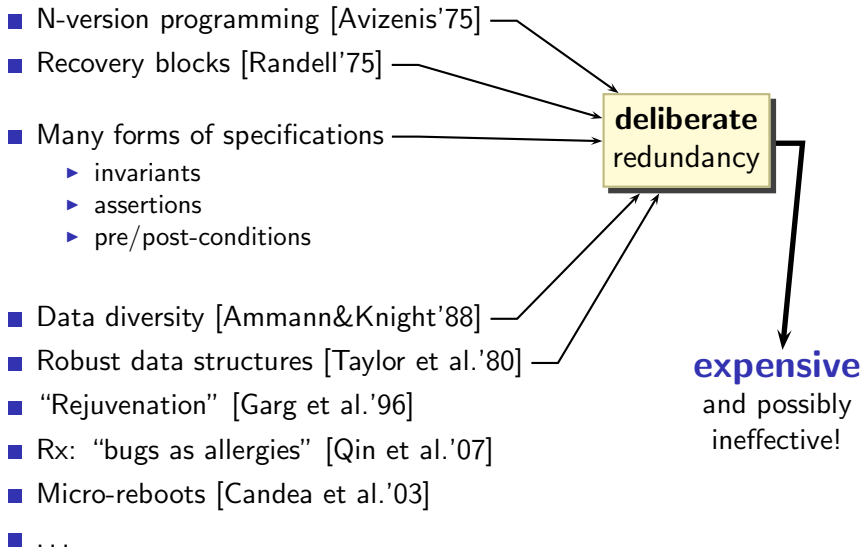 N-version programming [Avizenis'75]
Recovery blocks [Randell'75]
Many forms of specifications
invariants
assertions
pre/post-conditions
Data diversity [Ammann&Knight'88]
Robust data structures [Taylor et al.'80]
“Rejuvenation” [Garg et al.'96]
Rx: “bugs as allergies” [Qin et al.'07]
Micro-reboots [Candea et al.'03]
...
deliberate
redundancy
expensive
and possibly
ineffective!